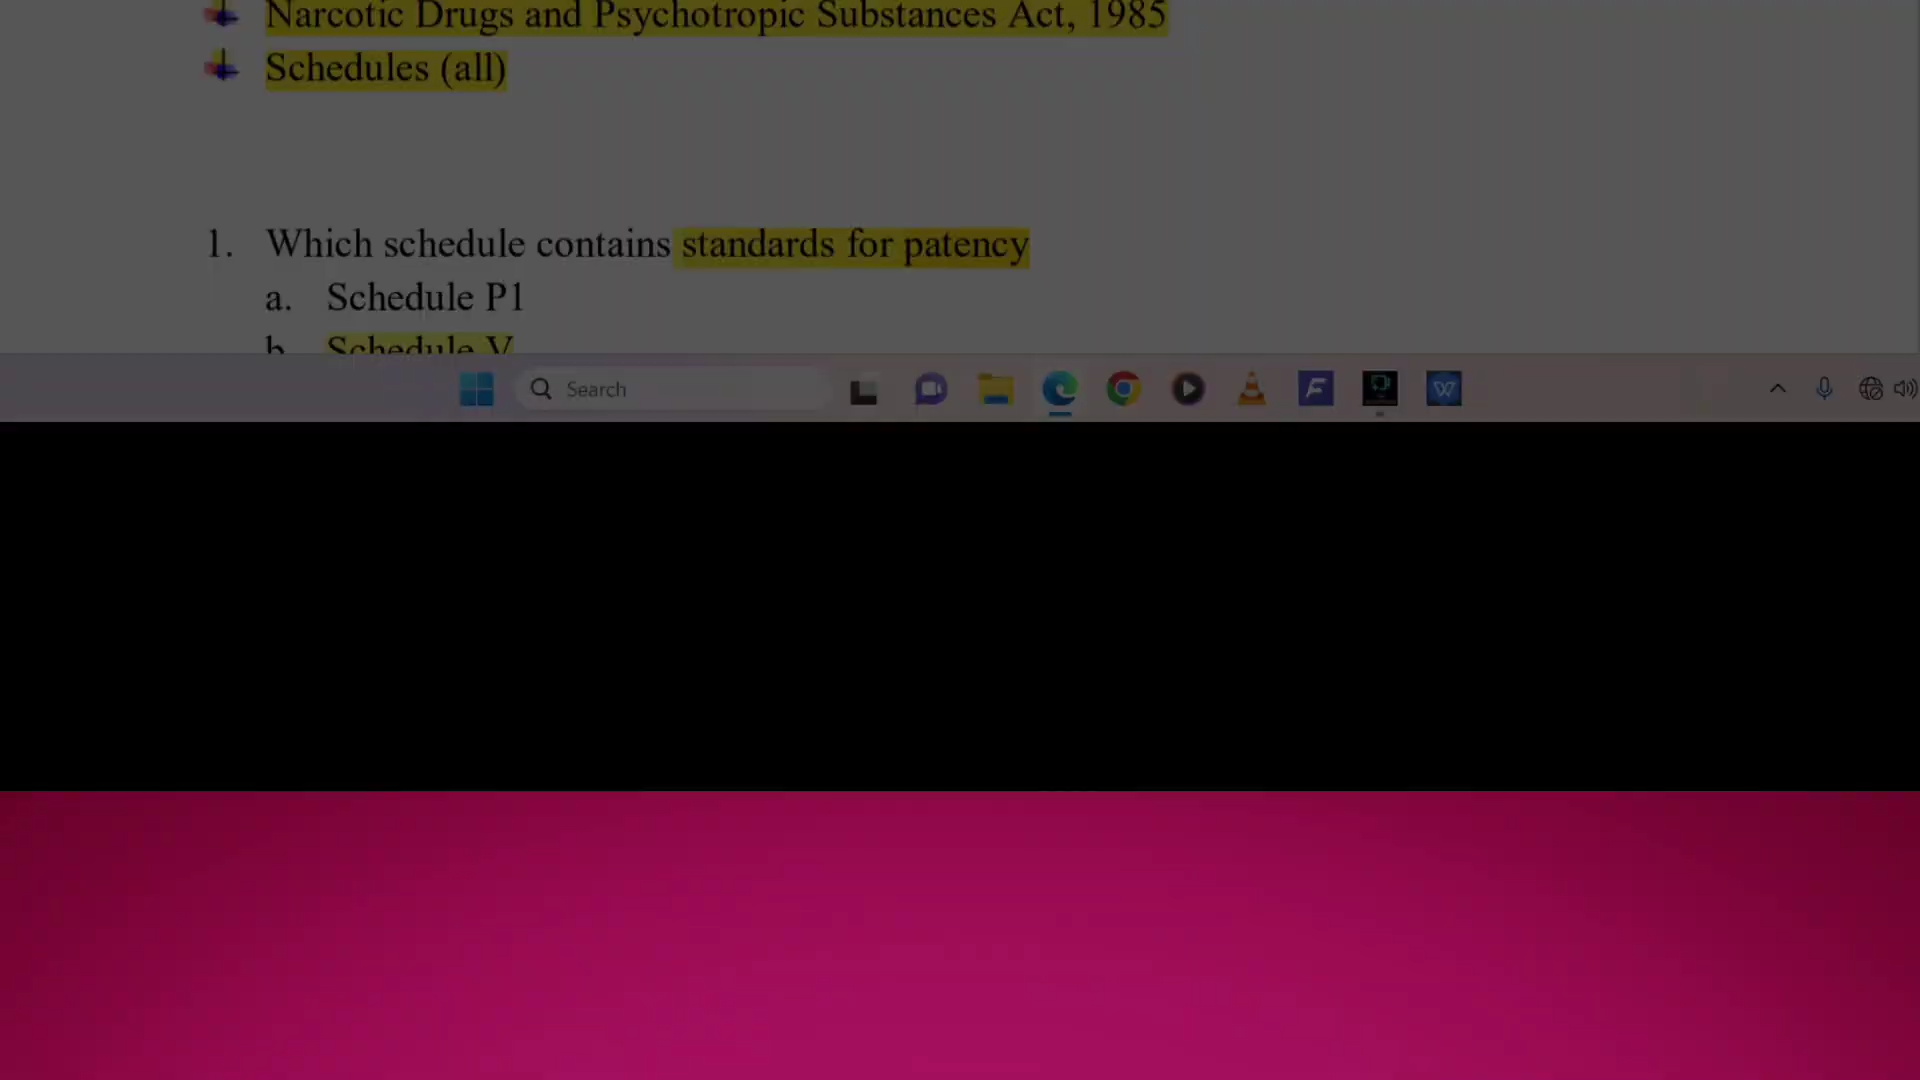 Narcotic Drugs and Psychotropic Substances Act, 1985
Schedules (all)
1. Which schedule contains standards for patency
a. Schedule P1
b. Schedule V
Search